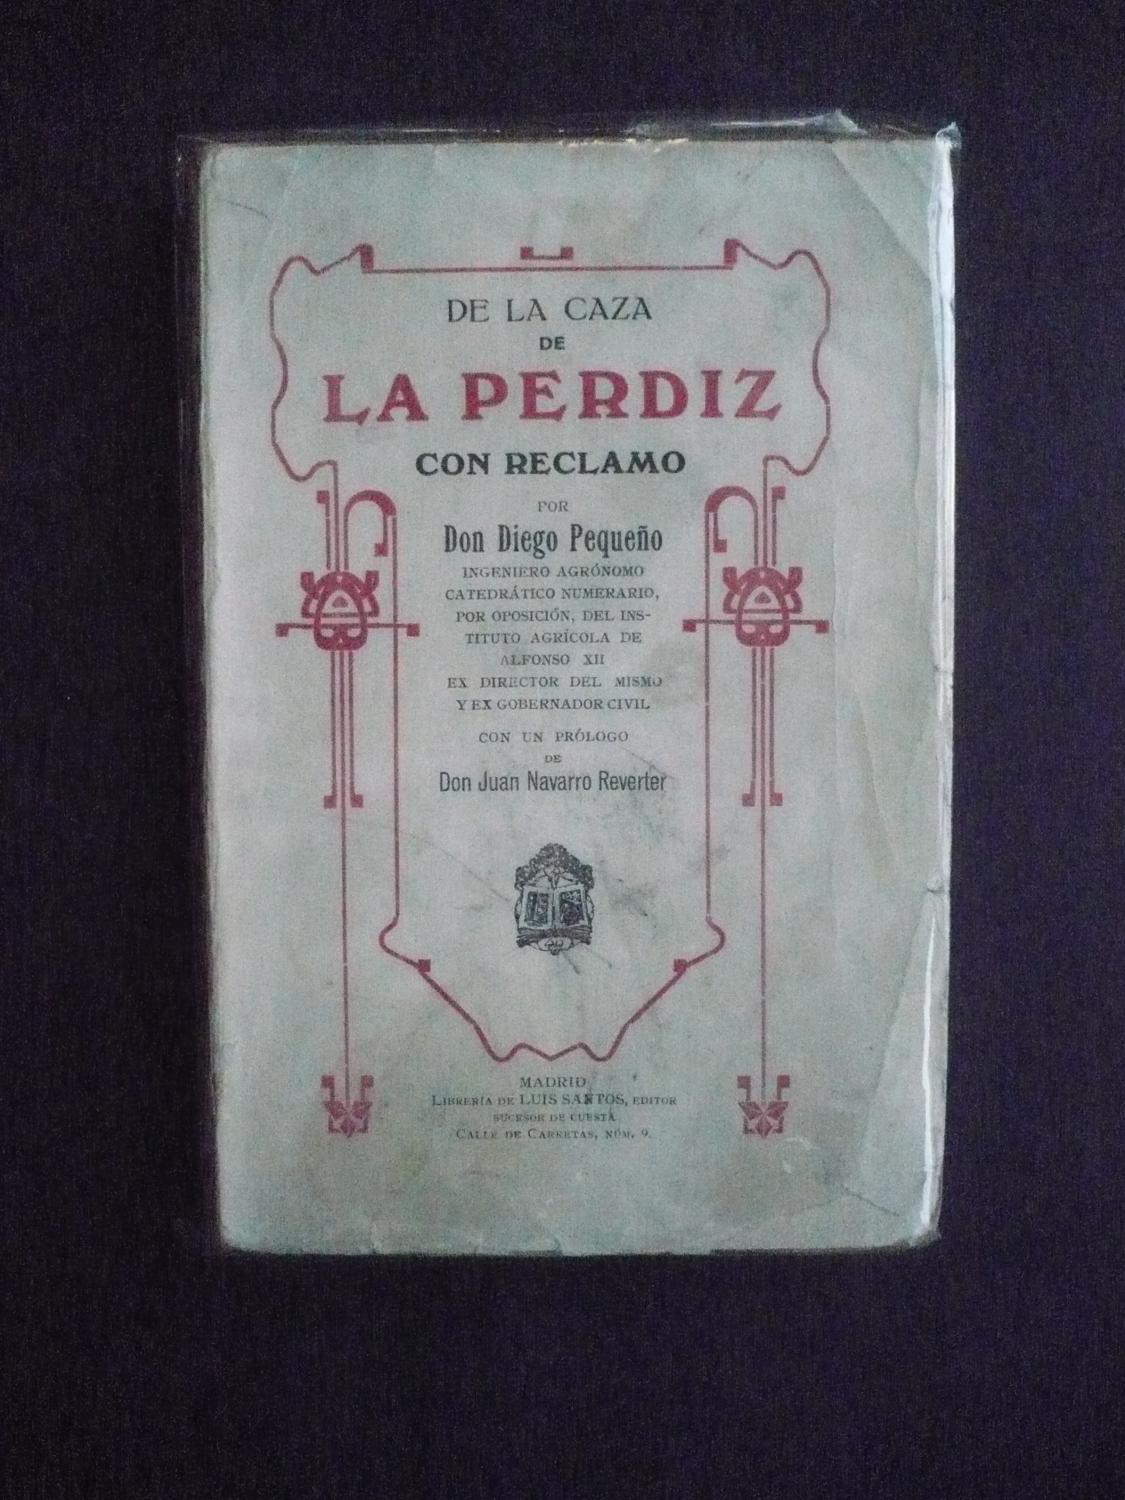 DE LA CAZA
DE
LA PERDIZ
CON RECLAMO
POR
Don Diego Pequeño
INGENIERO AGRÓNOMO
CATEDRÁTICO NUMERARIO,
POR OPOSICIÓN, DEL INS-
TITUTO AGRÍCOLA DE
ALFONSO XII
EX DIRECTOR DEL MISMO
Y EX GOBERNADOR CIVIL
CON UN PRÓLOGO
DE
Don Juan Navarro Reverter
MADRID
LIBRERÍA DE LUIS SANTOS, EDITOR
SUCESOR DE CUESTA
CALLE DE CARRETAS, NÚM. 9.